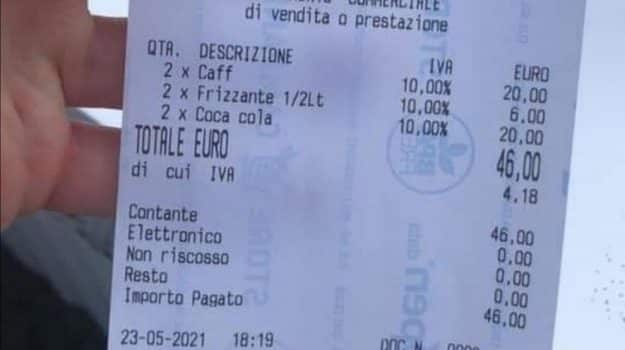 COMMERCIALE
di vendita o prestazione
QTA. DESCRIZIONE IVA EURO
2 x Caff 10,00% 20,00
2 x Frizzante 1/2Lt 10,00% 6,00
2 x Coca cola 10,00% 20,00
TOTALE EURO 46,00
di cui IVA 4.18
Contante 46.00
Elettronico 0.00
Non riscosso 0.00
Resto 0.00
Importo Pagato 46.00
23-05-2021 18:19 DOC.N.